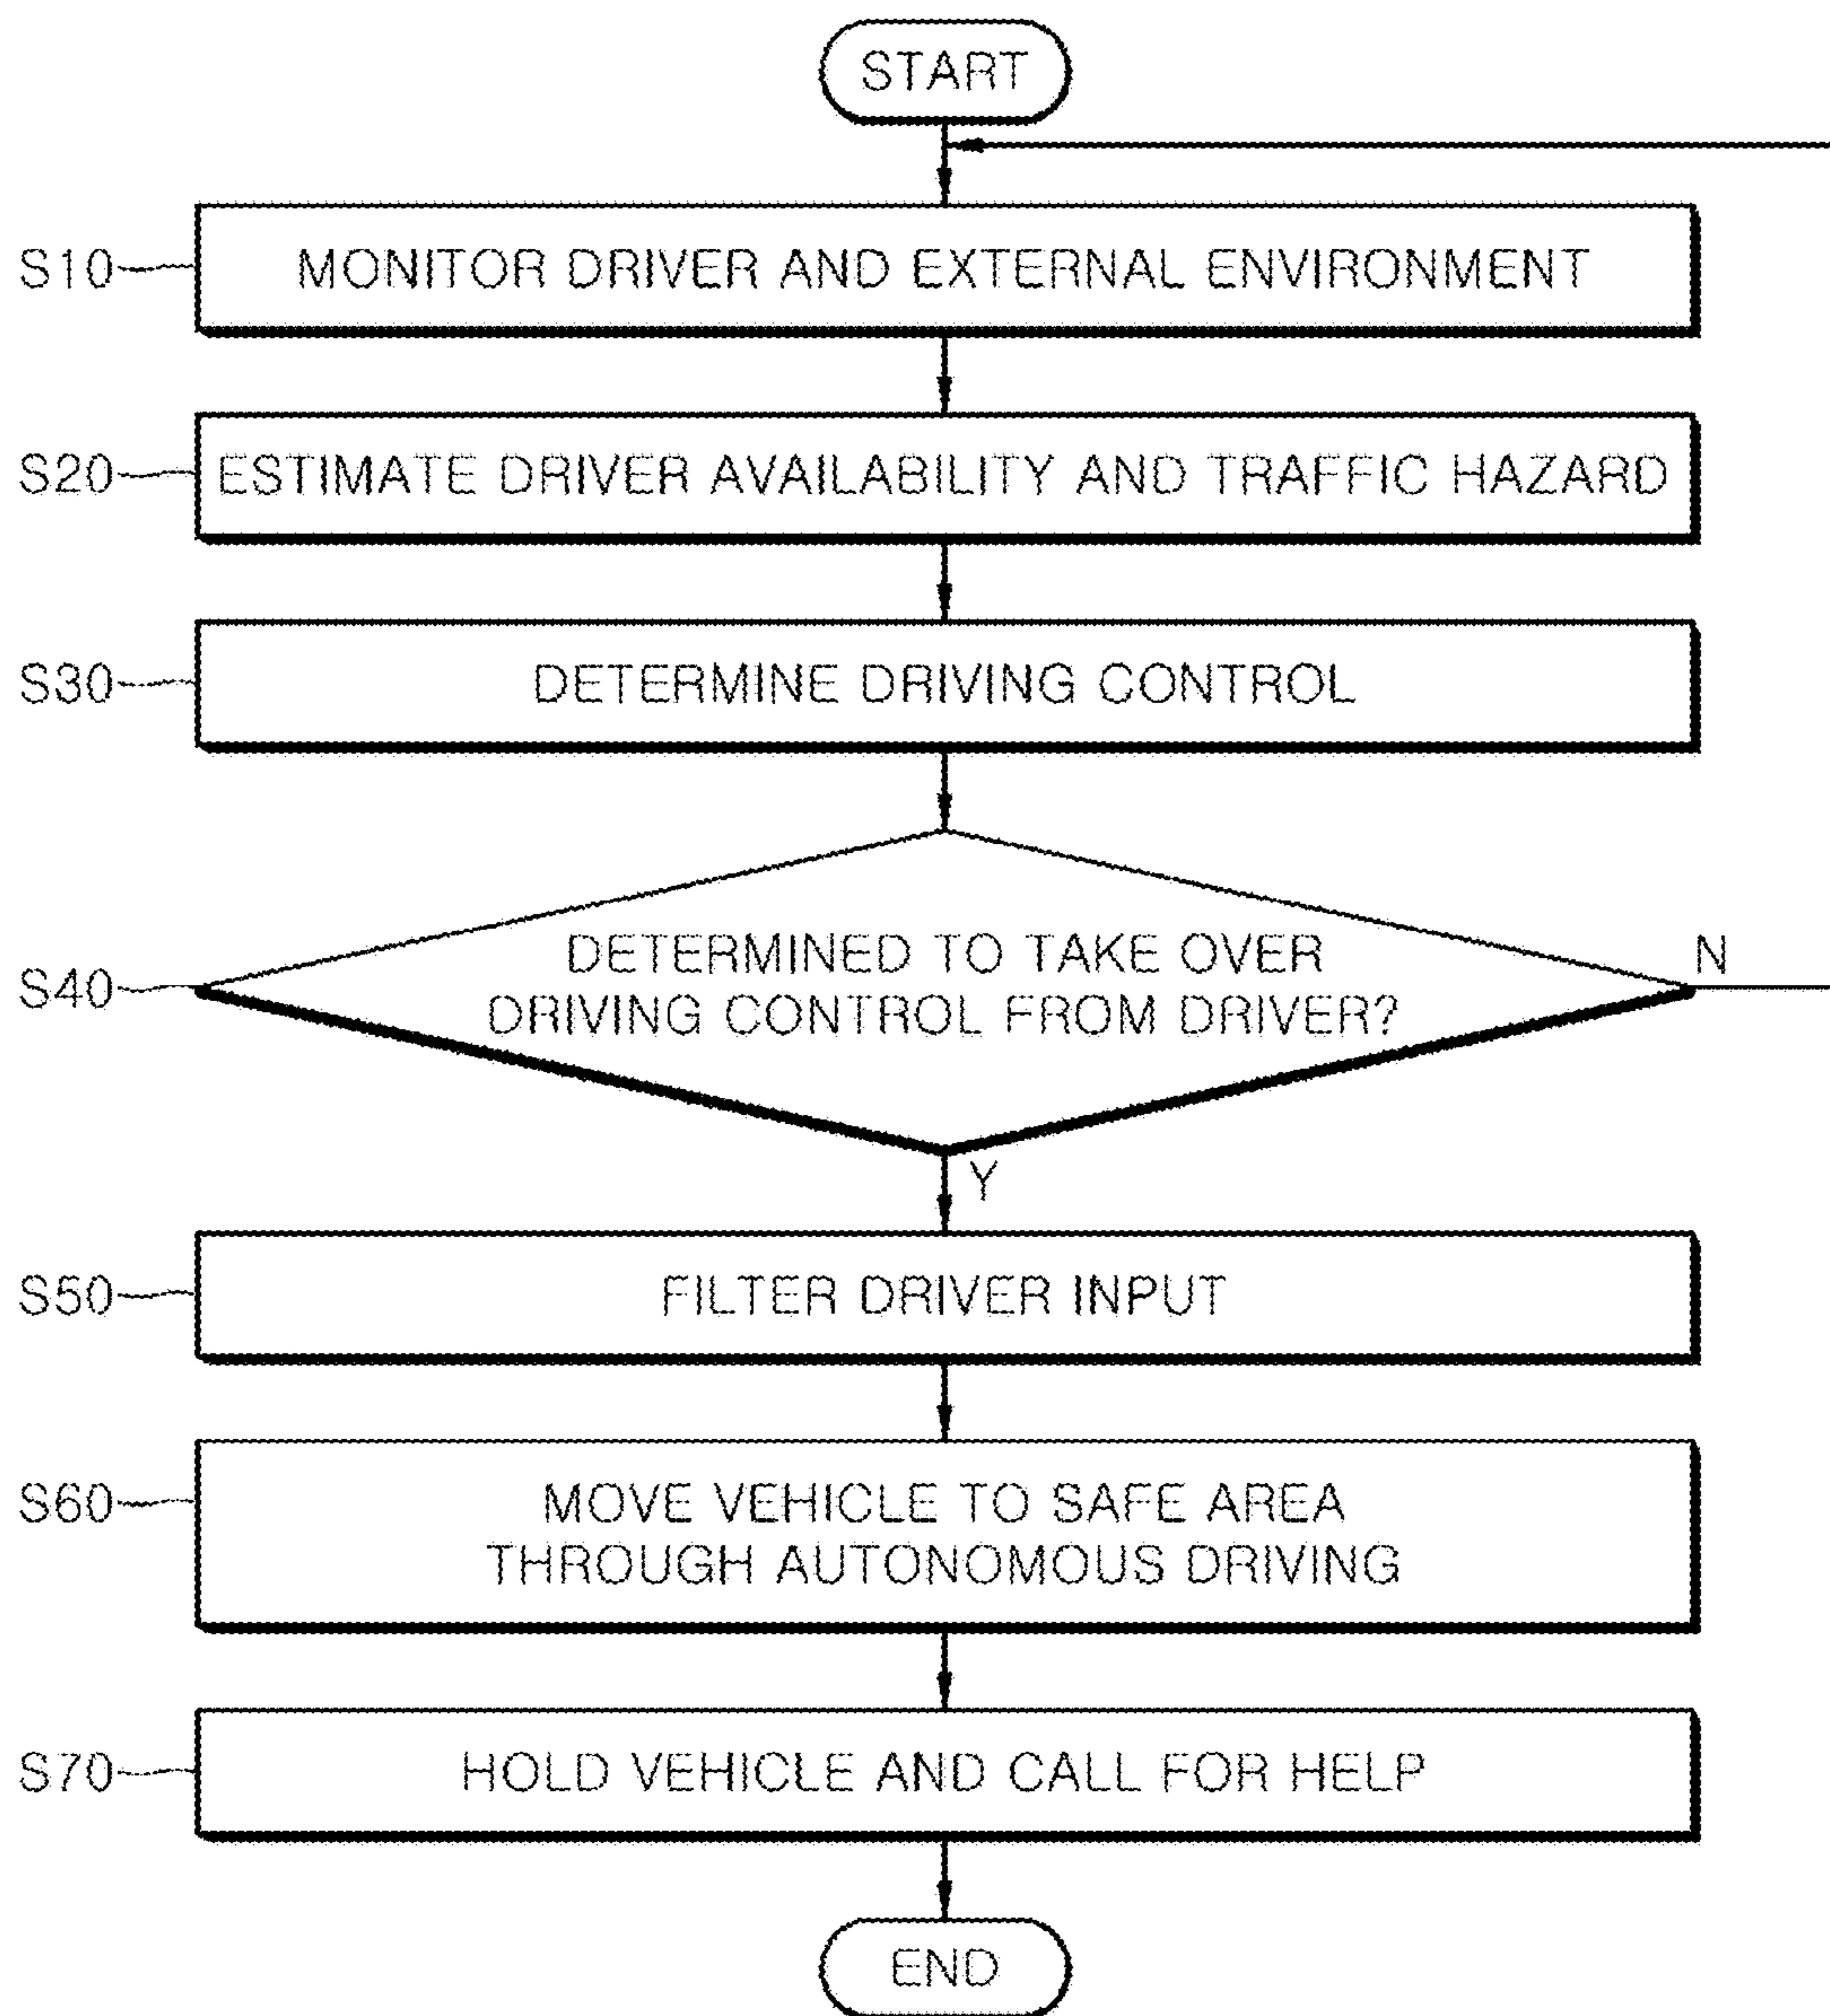 START
S10
MONITOR DRIVER AND EXTERNAL ENVIRONMENT
S20
ESTIMATE DRIVER AVAILABILITY AND TRAFFIC HAZARD
S30
DETERMINE DRIVING CONTROL
S40
DETERMINED TO TAKE OVER
DRIVING CONTROL FROM DRIVER?
N
Y
S50
FILTER DRIVER INPUT
S60
MOVE VEHICLE TO SAFE AREA
THROUGH AUTONOMOUS DRIVING
S70
HOLD VEHICLE AND CALL FOR HELP
END